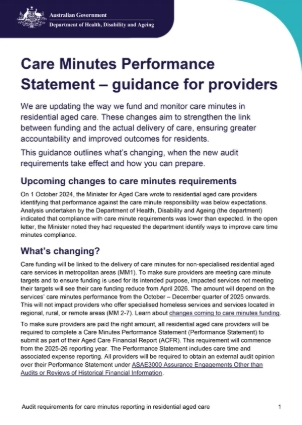 Australian Government
Department of Health, Disability and Ageing
Care Minutes Performance
Statement – guidance for providers
We are updating the way we fund and monitor care minutes in
residential aged care. These changes aim to strengthen the link
between funding and the actual delivery of care, ensuring greater
accountability and improved outcomes for residents.
This guidance outlines what's changing, when the new audit
requirements take effect and how you can prepare.
Upcoming changes to care minutes requirements
On 1 October 2024, the Minister for Aged Care wrote to residential aged care providers
identifying that performance against the care minute responsibility was below expectations.
Analysis undertaken by the Department of Health, Disability and Ageing (the department)
indicated that compliance with care minute requirements was lower than expected. In the open
letter, the Minister noted they had requested the department identify ways to improve care time
minutes compliance.
What's changing?
Care funding will be linked to the delivery of care minutes for non-specialised residential aged
care services in metropolitan areas (MM1). To make sure providers are meeting care minute
targets and to ensure funding is used for its intended purpose, impacted services not meeting
their targets will see their care funding reduce from April 2026. The amount will depend on the
services' care minutes performance from the October – December quarter of 2025 onwards.
This will not impact providers who offer specialised homeless services and services located in
regional, rural, or remote areas (MM 2-7). Learn about changes coming to care minutes funding.
To make sure providers are paid the right amount, all residential aged care providers will be
required to complete a Care Minutes Performance Statement (Performance Statement) to
submit as part of their Aged Care Financial Report (ACFR). This requirement will commence
from the 2025-26 reporting year. The Performance Statement includes care time and
associated expense reporting. All providers will be required to obtain an external audit opinion
over their Performance Statement under ASAE3000 Assurance Engagements Other than
Audits or Reviews of Historical Financial Information.
Audit requirements for care minutes reporting in residential aged care 1